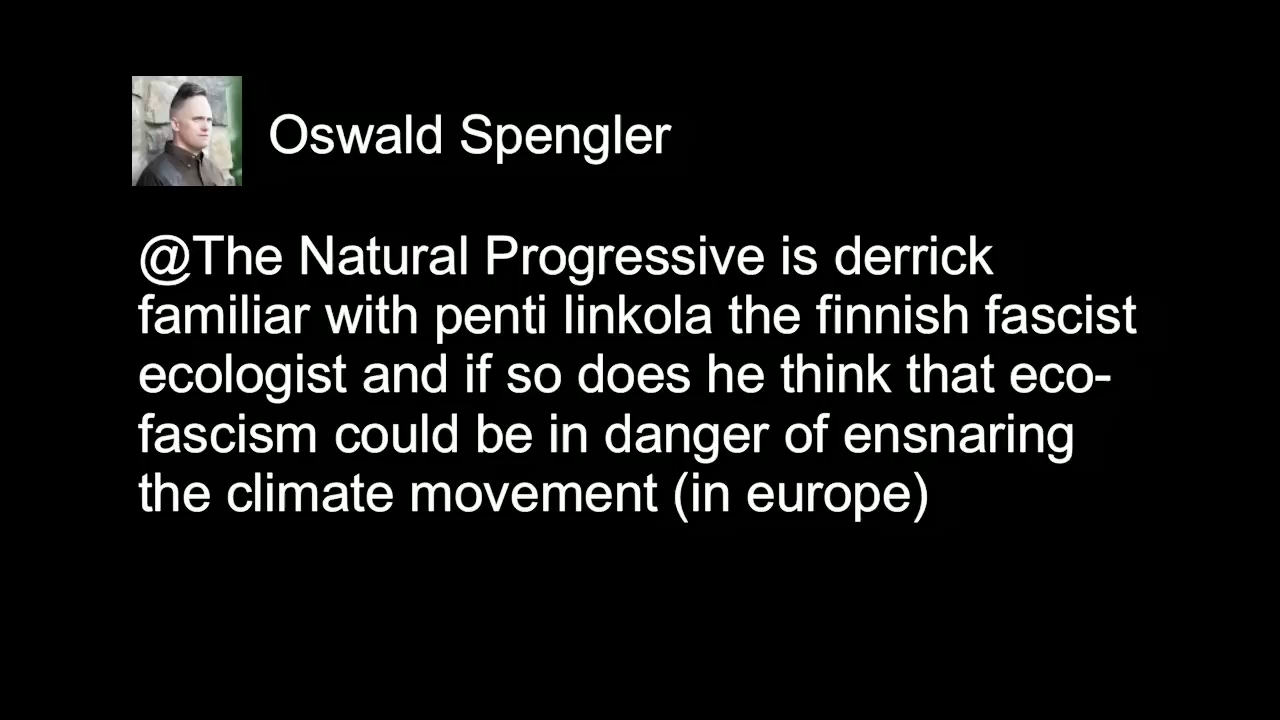 Oswald Spengler
@The Natural Progressive is derrick
familiar with penti linkola the finnish fascist
ecologist and if so does he think that eco-
fascism could be in danger of ensnaring
the climate movement (in europe)